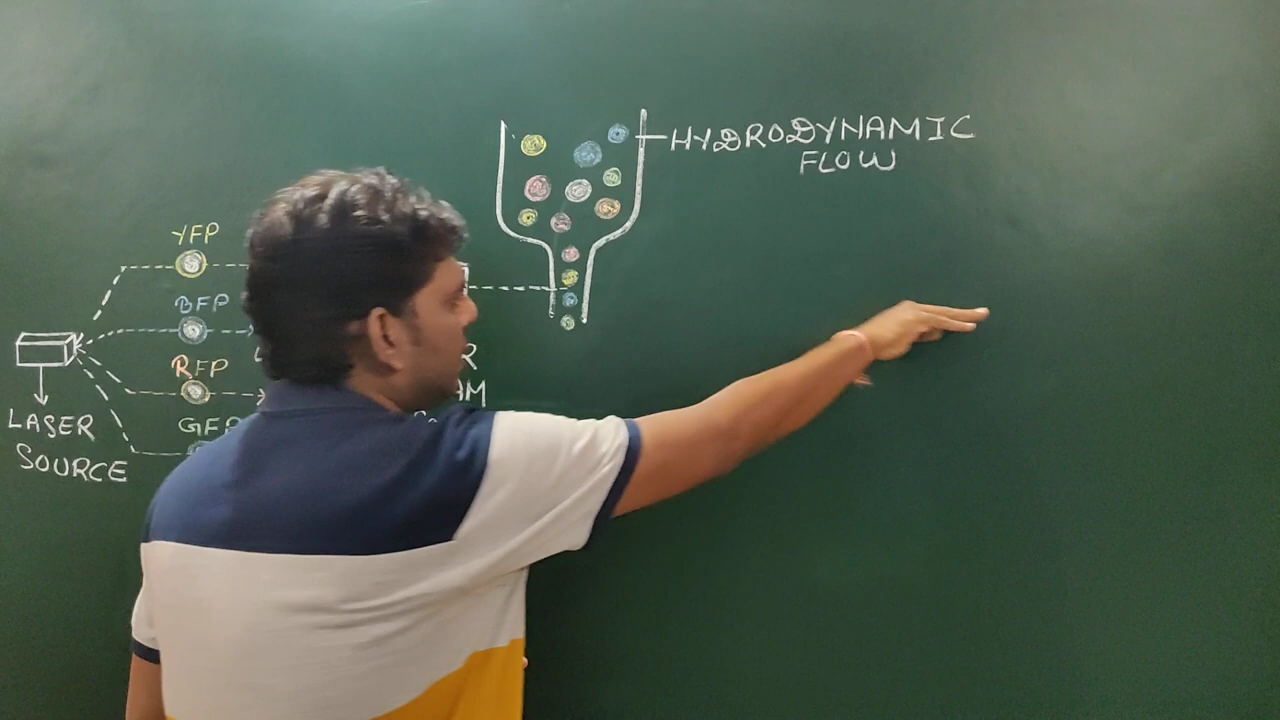 HYDRODYNAMIC
FLOW
YFP
BFP
RFP
GFP
LASER
SOURCE